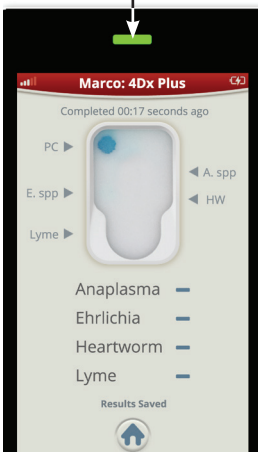 Marco: 4Dx Plus
Completed 00:17 seconds ago
PC
A. spp
E. spp
HW
Lyme
Anaplasma –
Ehrlichia –
Heartworm –
Lyme –
Results Saved